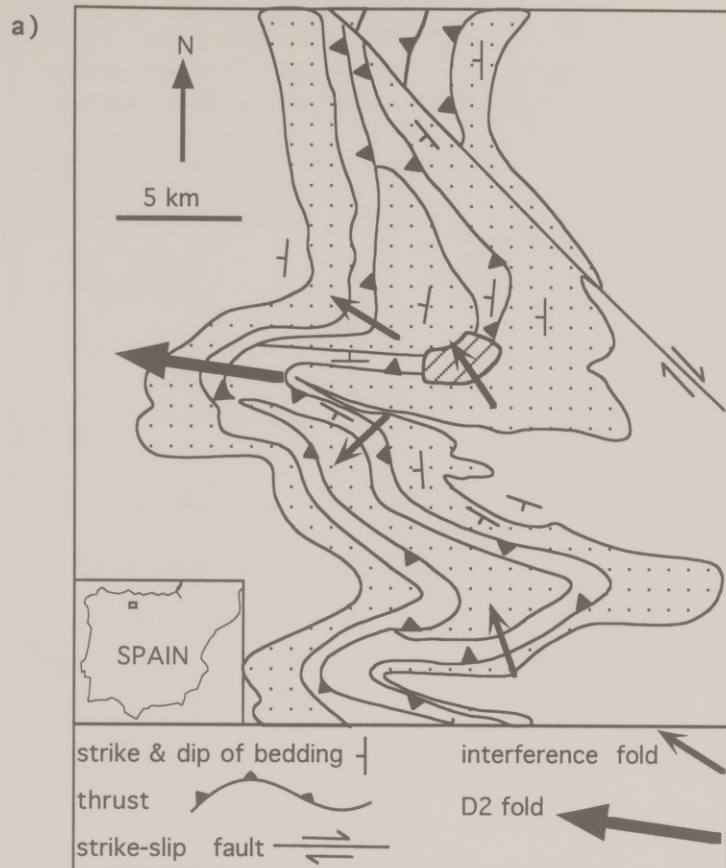 a)
N
5 km
SPAIN
strike & dip of bedding
interference fold
thrust
D2 fold
strike-slip fault